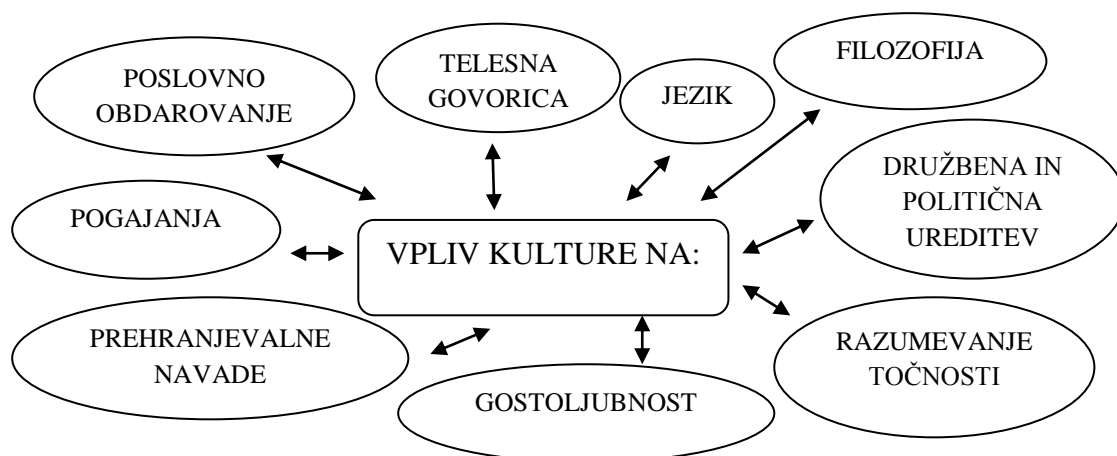 POSLOVNO
OBDAROVANJE
TELESNA
GOVORICA
JEZIK
FILOZOFIJA
DRUŽBENA IN
POLITIČNA
UREDITEV
POGAJANJA
VPLIV KULTURE NA:
PREHRANJEVALNE
NAVADE
GOSTOLJUBNOST
RAZUMEVANJE
TOČNOSTI